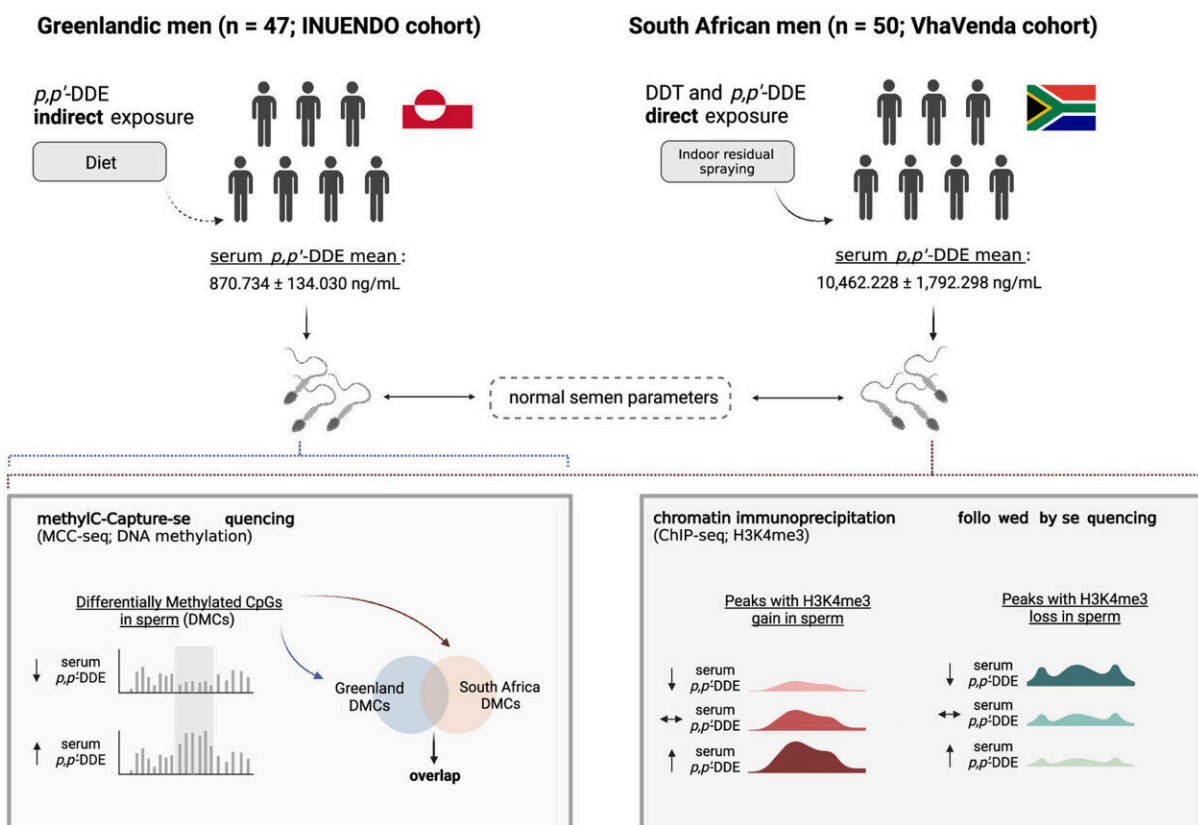 Greenlandic men (n = 47; INUENDO cohort)
p,p'-DDE
indirect exposure
Diet
serum p,p'-DDE mean :
870.734 ± 134.030 ng/mL
South African men (n = 50; VhaVenda cohort)
DDT and p,p'-DDE
direct exposure
Indoor residual
spraying
serum p,p'-DDE mean :
10,462.228 ± 1,792.298 ng/mL
normal semen parameters
methylC-Capture-se quencing
(MCC-seq; DNA methylation)
Differentially Methylated CpGs
in sperm (DMCs)
↓ serum
p,p'-DDE
↑ serum
p,p'-DDE
Greenland
DMCs
South Africa
DMCs
overlap
chromatin immunoprecipitation follo wed by se quencing
(ChIP-seq; H3K4me3)
Peaks with H3K4me3
gain in sperm
↓ serum
p,p'-DDE
↔ serum
p,p'-DDE
↑ serum
p,p'-DDE
Peaks with H3K4me3
loss in sperm
↓ serum
p,p'-DDE
↔ serum
p,p'-DDE
↑ serum
p,p'-DDE